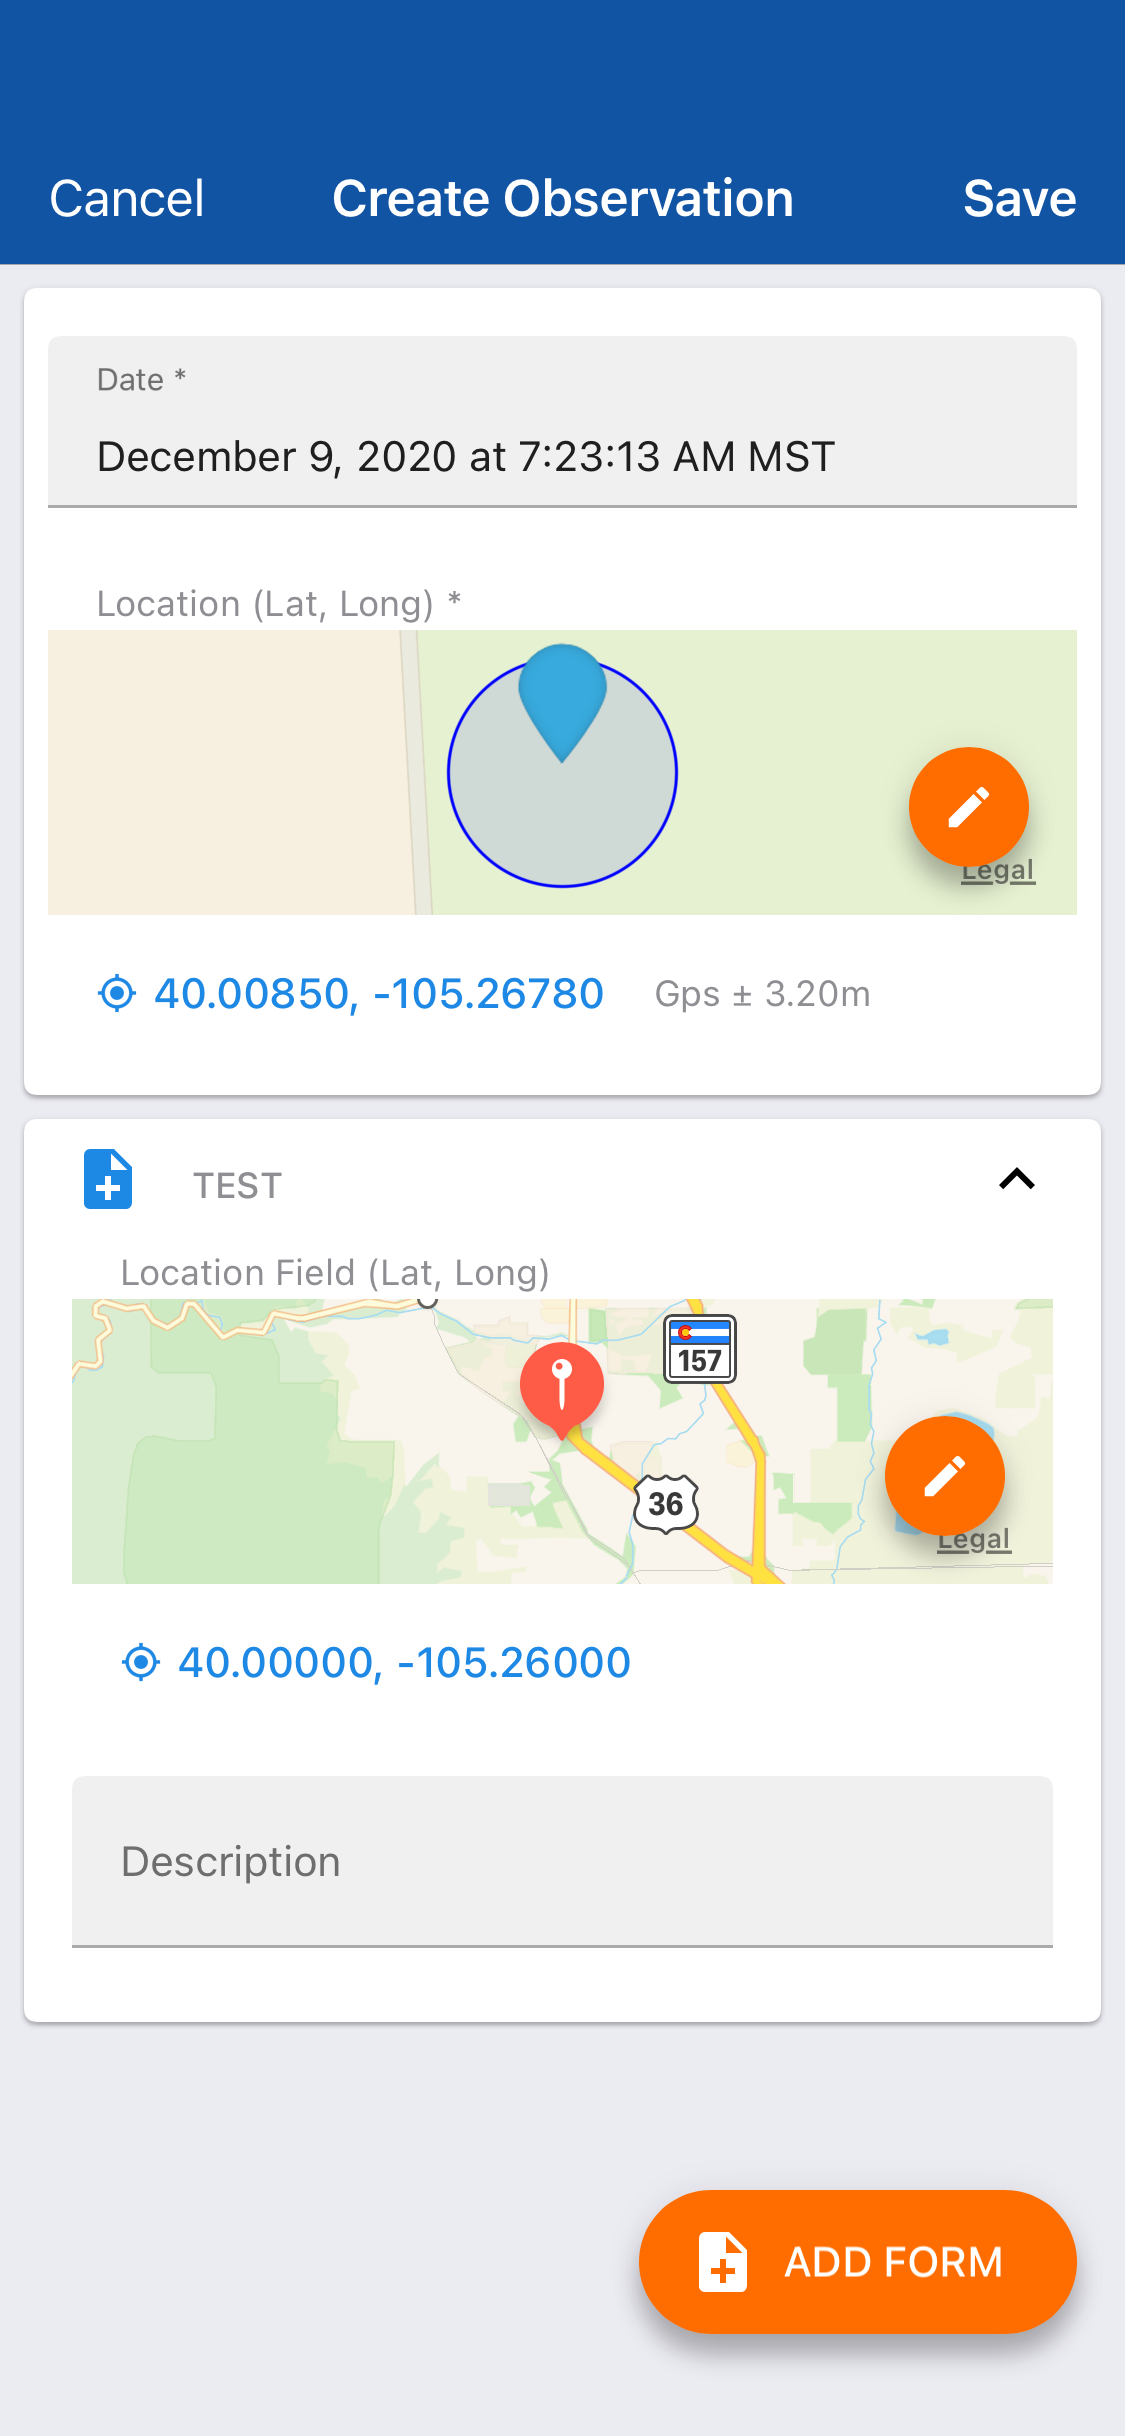 Cancel Create Observation Save
Date *
December 9, 2020 at 7:23:13 AM MST
Location (Lat, Long) *
Legal
40.00850, -105.26780 Gps ± 3.20m
TEST
Location Field (Lat, Long)
157
36
Legal
40.00000, -105.26000
Description
ADD FORM